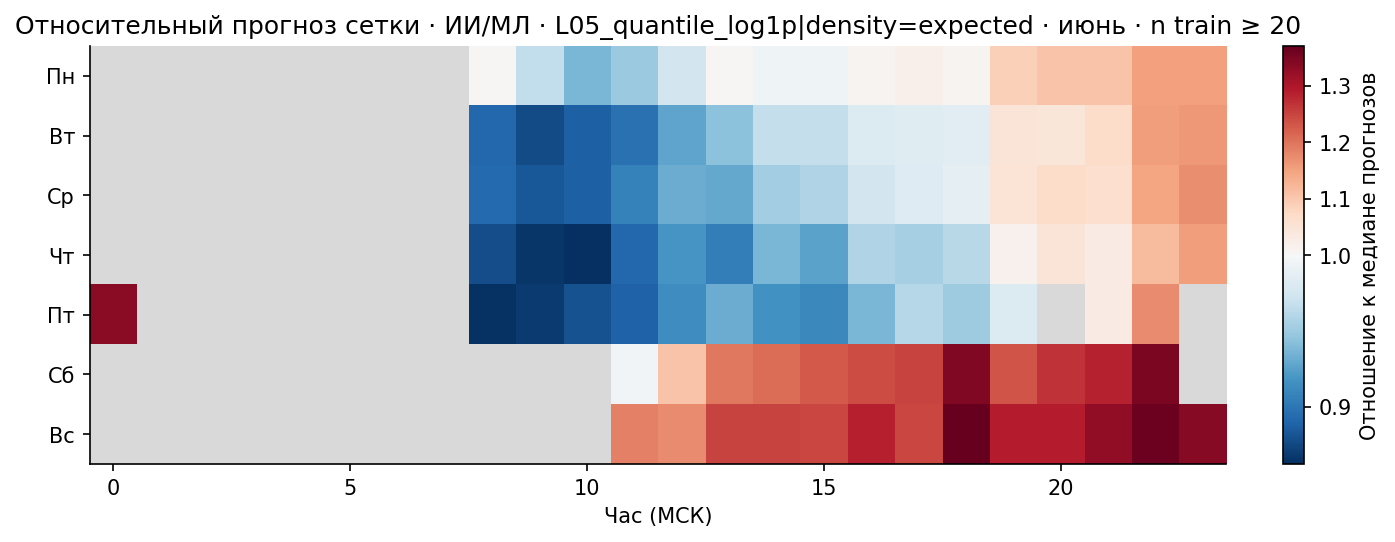 Относительный прогноз сетки · ИИ/МЛ · L05_quantile_log1p|density=expected · июнь · n train ≥ 20
Пн
Вт
Ср
Чт
Пт
Сб
Вс
0
5
10
15
20
Час (МСК)
1.3
1.2
1.1
1.0
0.9
Отношение к медиане прогнозов